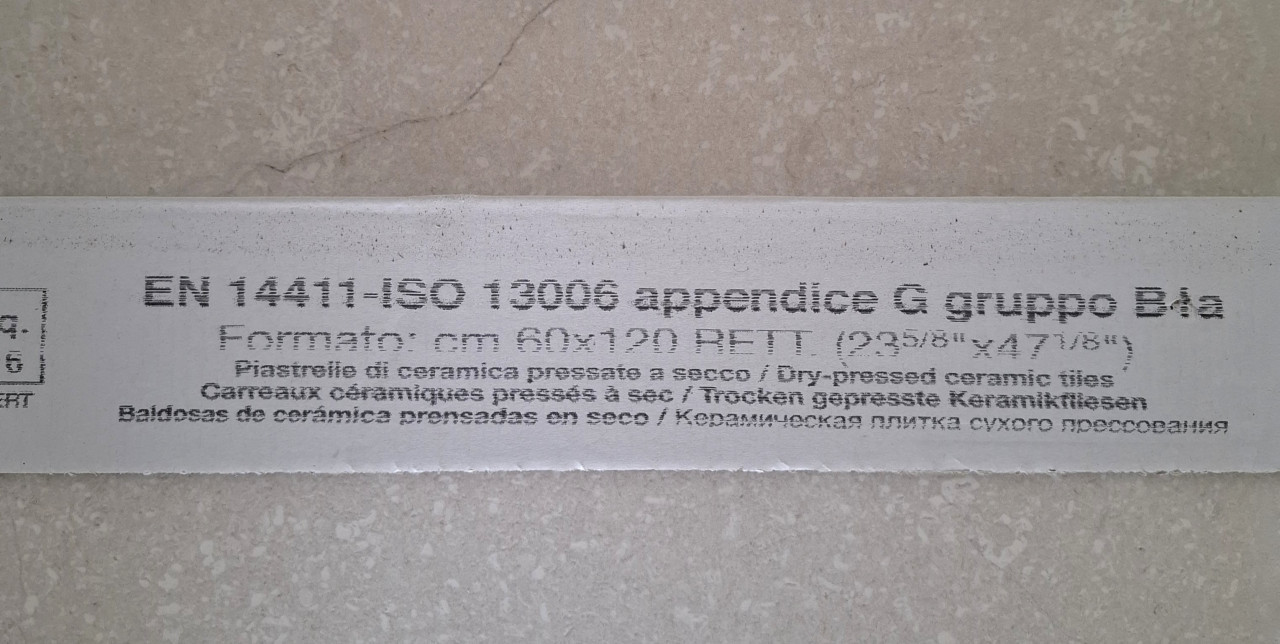 EN 14411-ISO 13006 appendice G gruppo BIa
Formato: cm 60x120 RETT. (23⁵/⁸"x47¹/⁸")
Piastrelle di ceramica pressate a secco / Dry-pressed ceramic tiles
Carreaux céramiques pressés à sec / Trocken gepresste Keramikfliesen
Baldosas de cerámica prensadas en seco / Керамическая плитка сухого прессования
q.
6
ERT